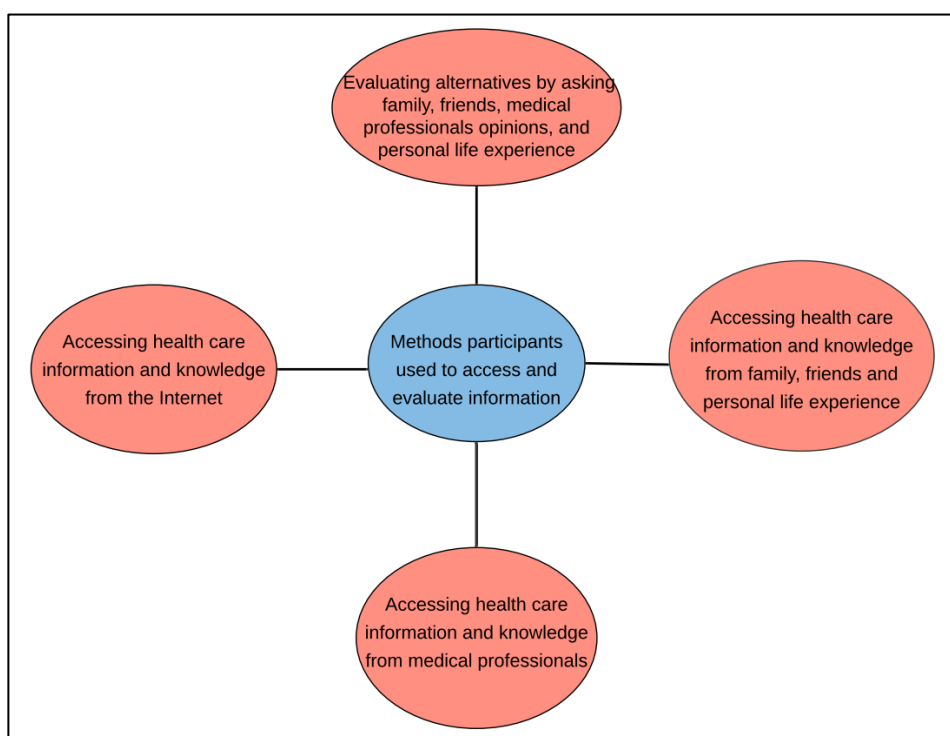 Evaluating alternatives by asking
family, friends, medical
professionals opinions, and
personal life experience
Accessing health care
information and knowledge
from the Internet
Methods participants
used to access and
evaluate information
Accessing health care
information and knowledge
from family, friends and
personal life experience
Accessing health care
information and knowledge
from medical professionals